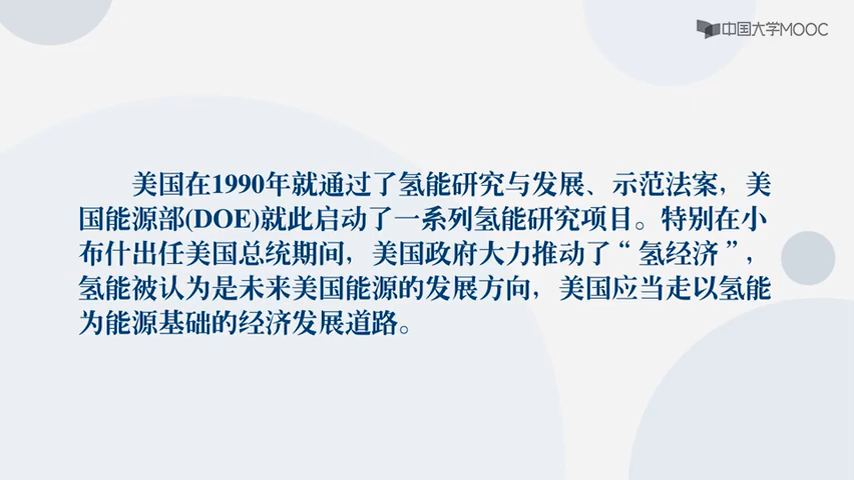 中国大学MOOC
美国在1990年就通过了氢能研究与发展、示范法案，美
国能源部(DOE)就此启动了一系列氢能研究项目。特别在小
布什出任美国总统期间，美国政府大力推动了“氢经济”，
氢能被认为是未来美国能源的发展方向，美国应当走以氢能
为能源基础的经济发展道路。